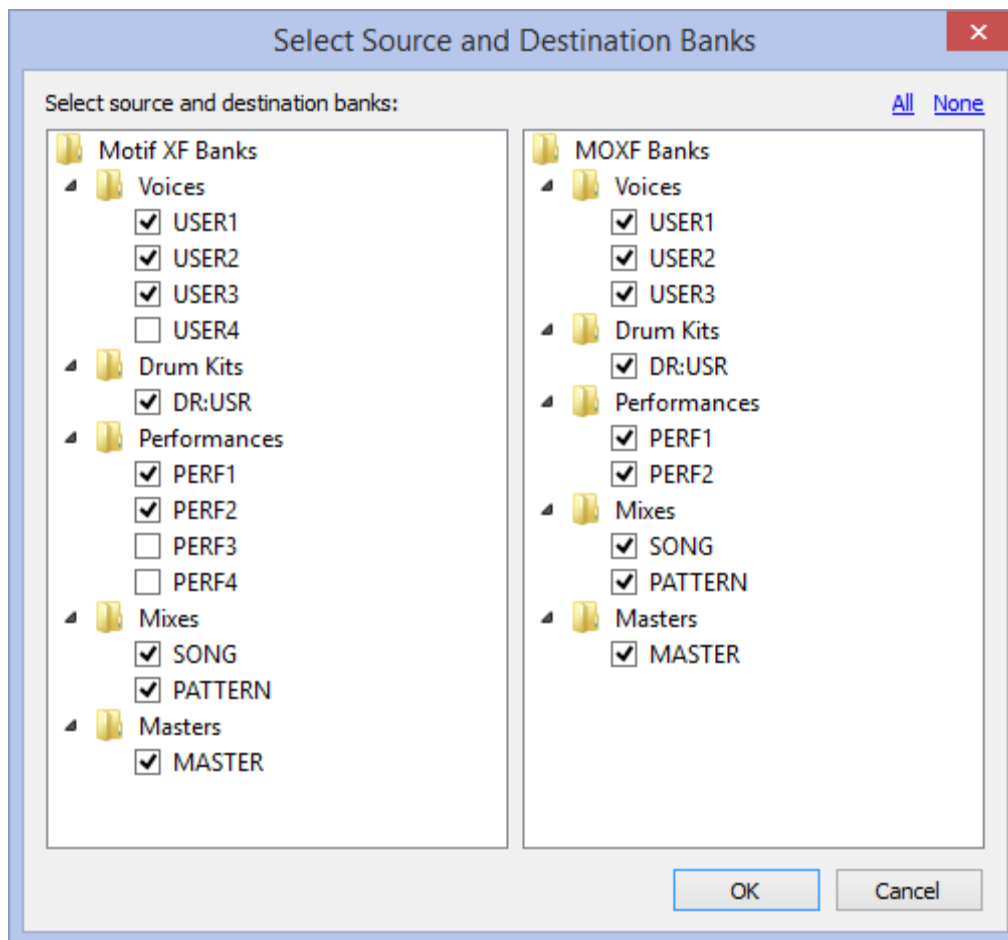 Select Source and Destination Banks
Select source and destination banks:
All None
Motif XF Banks
Voices
USER1
USER2
USER3
USER4
Drum Kits
DR:USR
Performances
PERF1
PERF2
PERF3
PERF4
Mixes
SONG
PATTERN
Masters
MASTER
MOXF Banks
Voices
USER1
USER2
USER3
Drum Kits
DR:USR
Performances
PERF1
PERF2
Mixes
SONG
PATTERN
Masters
MASTER
OK
Cancel